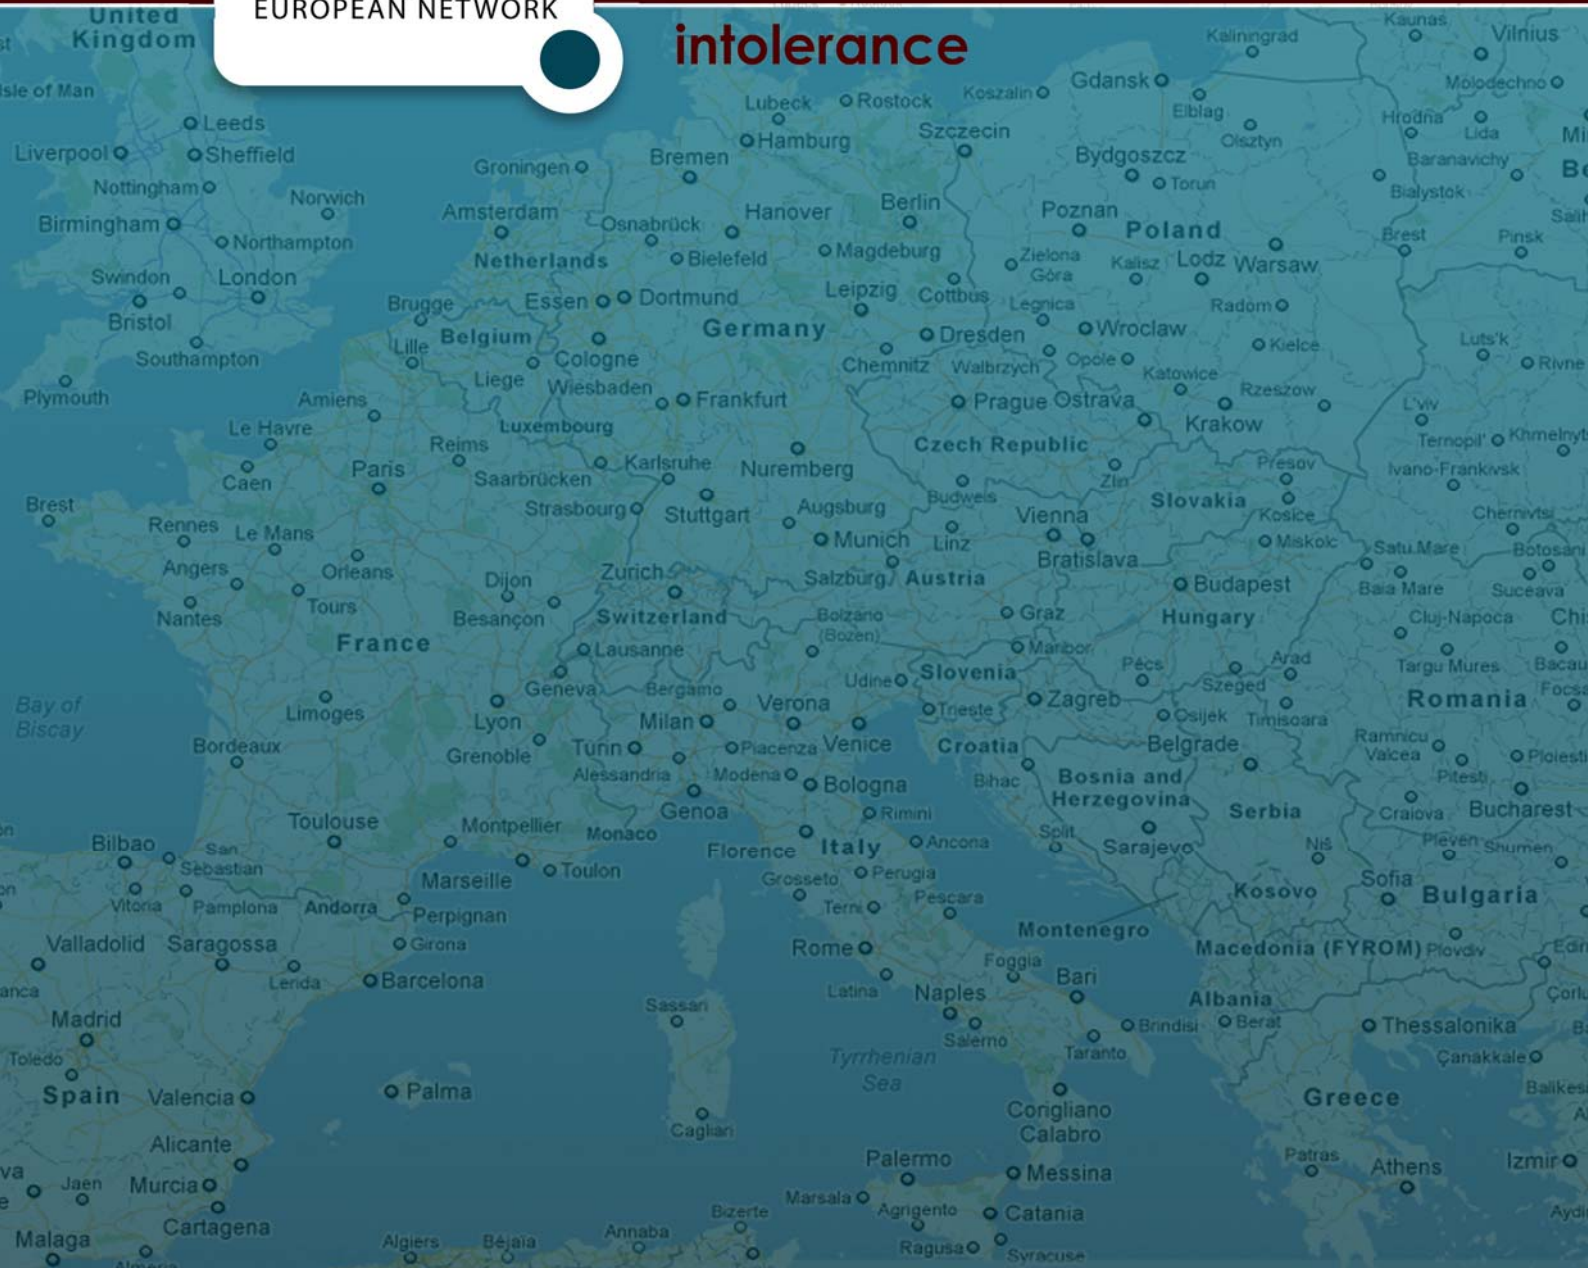 EUROPEAN NETWORK
intolerance
United
Kingdom
Kaunas
Kaliningrad
Vilnius
Isle of Man
Gdansk
Molodechno
Koszalin
Lubeck
Rostock
Elblag
Hrodna
Lida
Leeds
Hamburg
Szczecin
Olsztyn
Liverpool
Sheffield
Groningen
Bremen
Bydgoszcz
Baranavichy
Torun
Bialystok
Nottingham
Norwich
Amsterdam
Hanover
Berlin
Poznan
Birmingham
Osnabrück
Poland
Brest
Pinsk
Northampton
Netherlands
Bielefeld
Magdeburg
Zielona
Góra
Kalisz
Lodz
Warsaw
Swindon
London
Brugge
Essen
Dortmund
Leipzig
Cottbus
Legnica
Radom
Bristol
Belgium
Germany
Dresden
Wroclaw
Kielce
Luts'k
Rivne
Southampton
Lille
Cologne
Chemnitz
Walbrzych
Opole
Katowice
Liege
Wiesbaden
Rzeszow
Plymouth
Amiens
Frankfurt
Prague
Ostrava
L'viv
Le Havre
Luxembourg
Krakow
Reims
Czech Republic
Ternopil'
Khmelnyt
Caen
Paris
Saarbrücken
Karlsruhe
Nuremberg
Zlin
Presov
Ivano-Frankivsk
Brest
Strasbourg
Stuttgart
Augsburg
Budweis
Vienna
Slovakia
Kosice
Chernivtsi
Rennes
Le Mans
Munich
Linz
Bratislava
Miskolc
Satu Mare
Botosani
Angers
Orleans
Dijon
Zurich
Salzburg
Austria
Budapest
Baia Mare
Suceava
Nantes
Tours
Besançon
Switzerland
Bolzano
(Bozen)
Graz
Hungary
Cluj-Napoca
Chi
France
Lausanne
Maribor
Pécs
Arad
Targu Mures
Bacau
Geneva
Bergamo
Udine
Slovenia
Szeged
Bay of
Biscay
Limoges
Lyon
Milan
Verona
Trieste
Zagreb
Osijek
Timisoara
Romania
Focsa
Bordeaux
Grenoble
Turin
Piacenza
Venice
Croatia
Belgrade
Ramnicu
Valcea
Ploiesti
Alessandria
Modena
Bologna
Bihac
Bosnia and
Herzegovina
Pitesti
Toulouse
Montpellier
Monaco
Genoa
Rimini
Serbia
Craiova
Bucharest
Bilbao
San
Sebastian
Florence
Italy
Ancona
Split
Sarajevo
Niš
Pleven
Shumen
Marseille
Toulon
Grosseto
Perugia
Kosovo
Sofia
Bulgaria
Vitoria
Pamplona
Andorra
Perpignan
Terni
Pescara
Montenegro
Valladolid
Saragossa
Girona
Rome
Macedonia (FYROM)
Plovdiv
Edir
Lerida
Barcelona
Latina
Naples
Foggia
Bari
Albania
anca
Madrid
Sassari
Salerno
Brindisi
Berat
Thessalonika
Çorlu
Toledo
Tyrrhenian
Sea
Taranto
Çanakkale
Spain
Valencia
Palma
Corigliano
Calabro
Greece
Balikes
Cagliari
Alicante
Palermo
Messina
Patras
Athens
Izmir
Jaen
Murcia
Marsala
Agrigento
Catania
Cartagena
Bizerte
Aydi
Malaga
Algiers
Béjaïa
Annaba
Ragusa
Syracuse